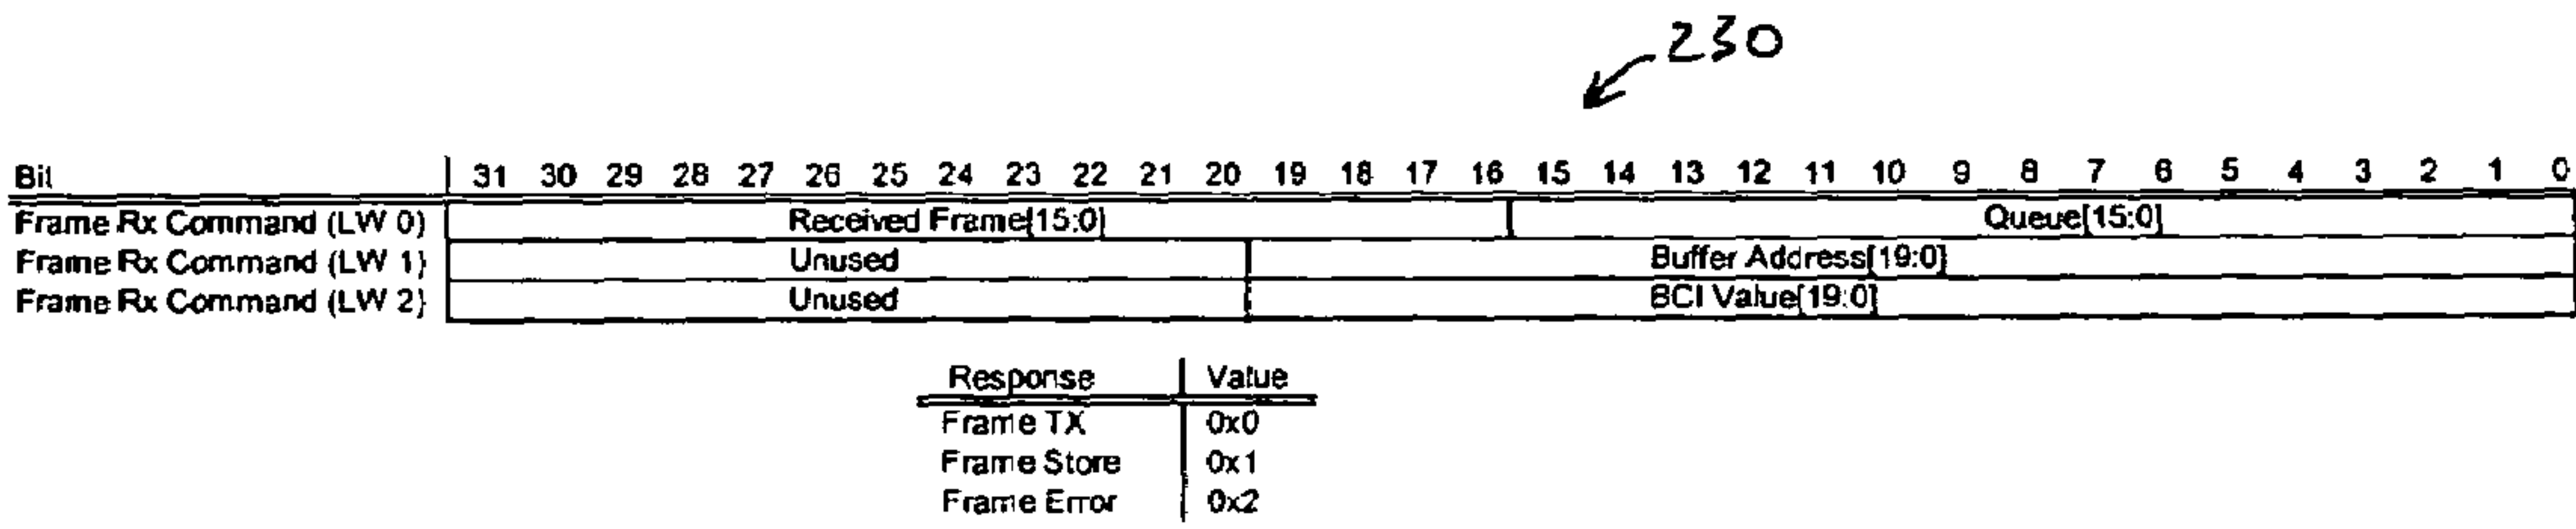 230
Bit 31 30 29 28 27 26 25 24 23 22 21 20 19 18 17 16 15 14 13 12 11 10 9 8 7 6 5 4 3 2 1 0
Frame Rx Command (LW 0) Received Frame[15:0] Queue[15:0]
Frame Rx Command (LW 1) Unused Buffer Address[19:0]
Frame Rx Command (LW 2) Unused BCI Value[19:0]
Response Value
Frame TX 0x0
Frame Store 0x1
Frame Error 0x2